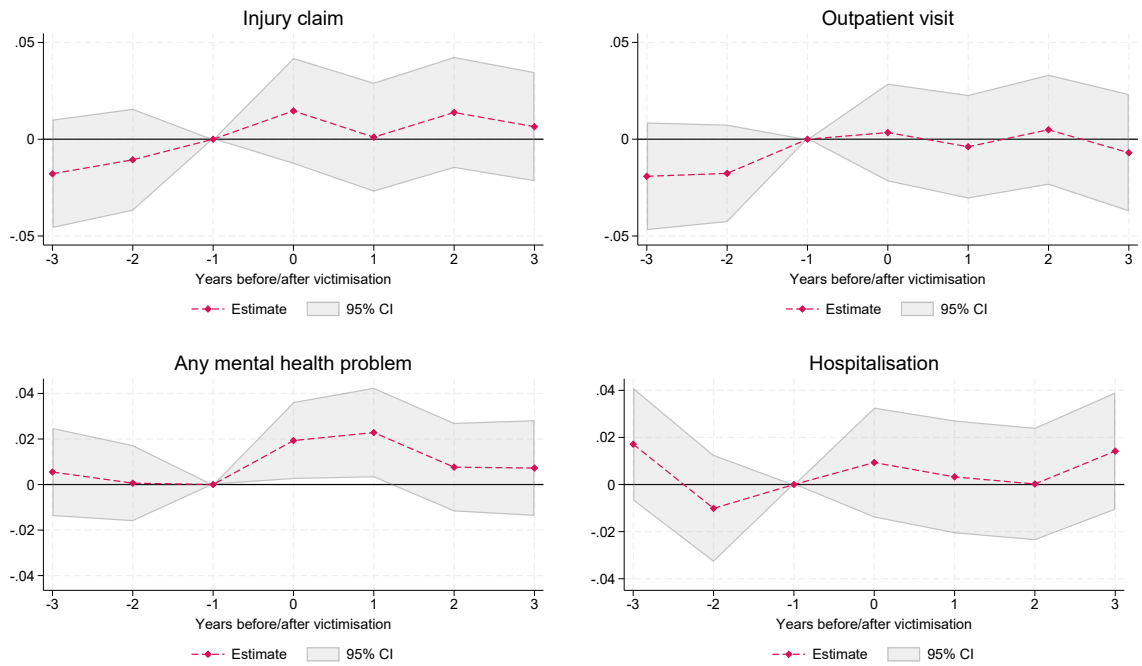 Injury claim
.05
0
-.05
-3 -2 -1 0 1 2 3
Years before/after victimisation
Estimate 95% CI
Outpatient visit
.05
0
-.05
-3 -2 -1 0 1 2 3
Years before/after victimisation
Estimate 95% CI
Any mental health problem
.04
.02
0
-.02
-.04
-3 -2 -1 0 1 2 3
Years before/after victimisation
Estimate 95% CI
Hospitalisation
.04
.02
0
-.02
-.04
-3 -2 -1 0 1 2 3
Years before/after victimisation
Estimate 95% CI